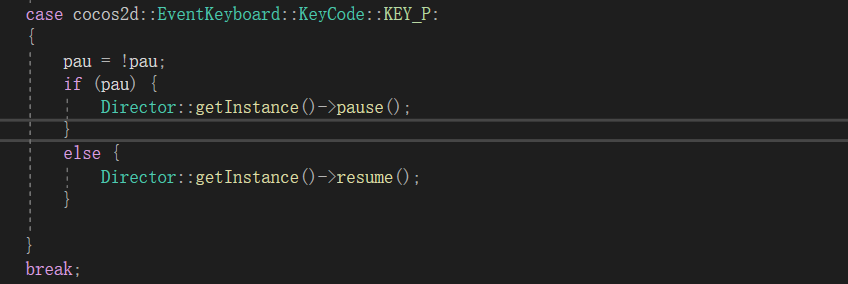 case cocos2d::EventKeyboard::KeyCode::KEY_P:
{
pau = !pau;
if (pau) {
Director::getInstance()->pause();
}
else {
Director::getInstance()->resume();
}
}
break;